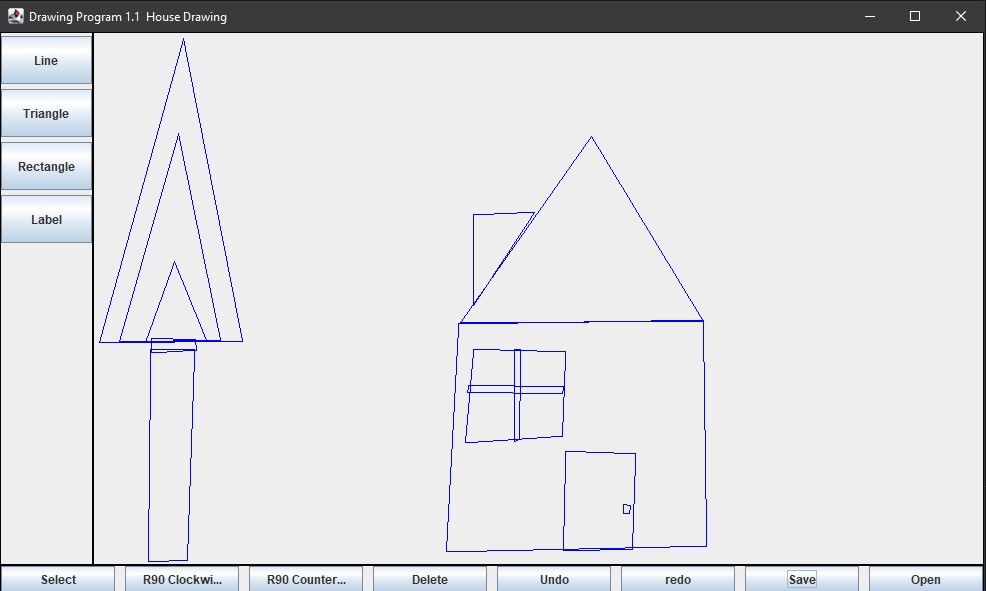 Drawing Program 1.1  House Drawing
Line
Triangle
Rectangle
Label
Select
R90 Clockwi...
R90 Counter...
Delete
Undo
redo
Save
Open